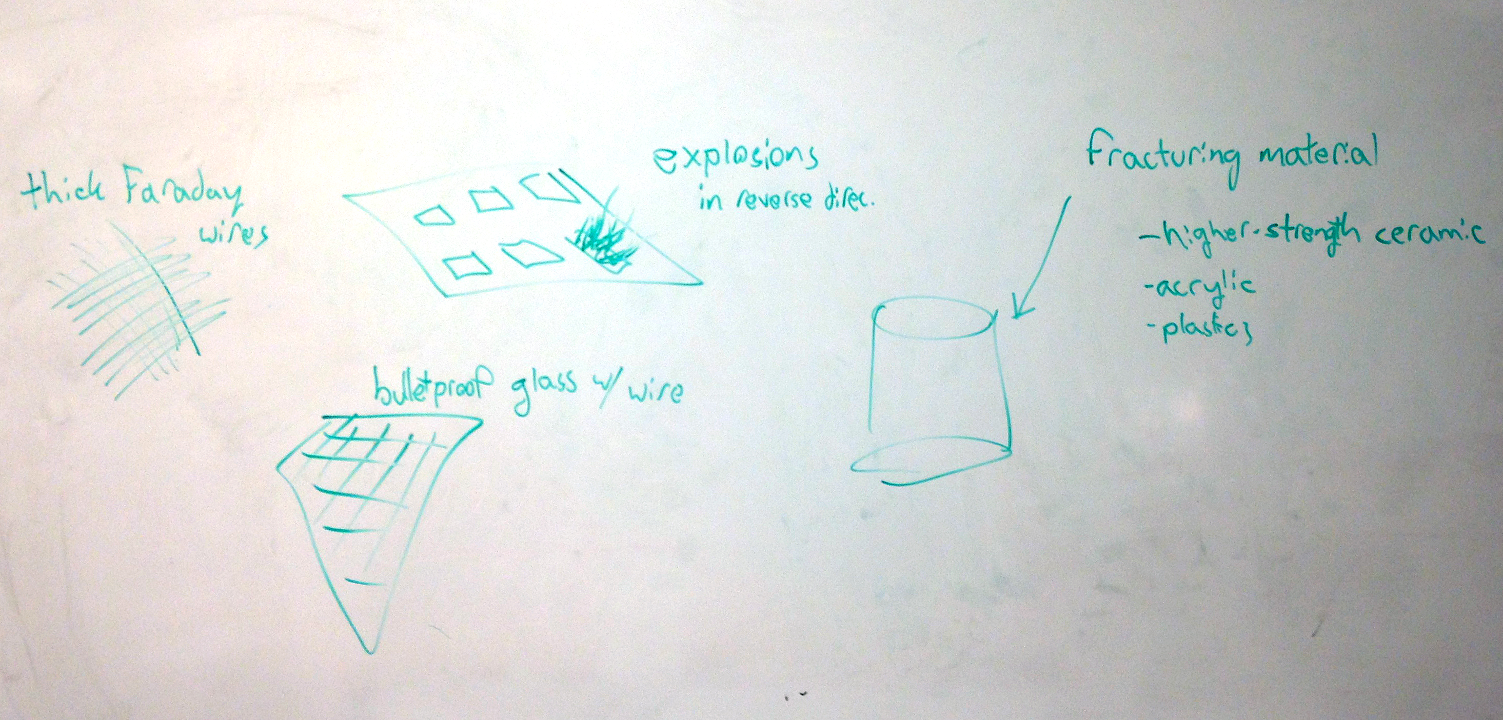 thick Faraday
wires
explosions
in reverse direc.
bulletproof glass w/ wire
fracturing material
-higher-strength ceramic
-acrylic
-plastics